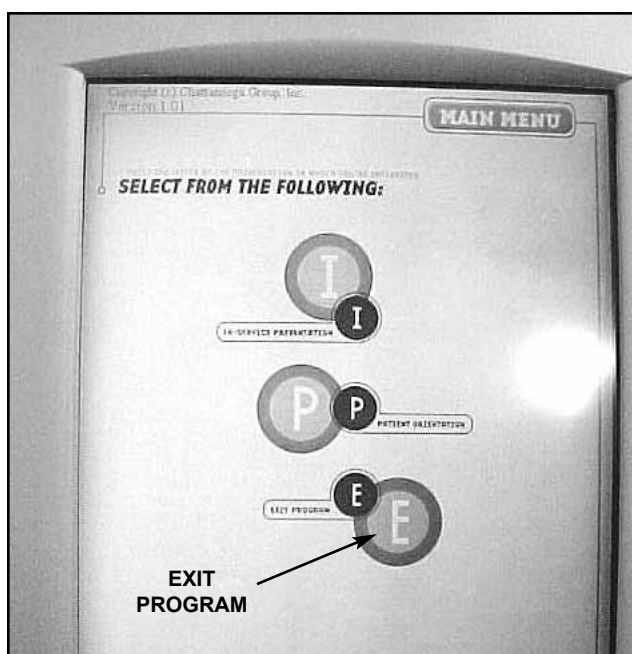 Copyright (c) Chattanooga Group, Inc.
Version 1.01
MAIN MENU
SELECT FROM THE FOLLOWING:
I
I
IN-SERVICE PRESENTATION
P
P
PATIENT ORIENTATION
E
EXIT PROGRAM
E
EXIT
PROGRAM